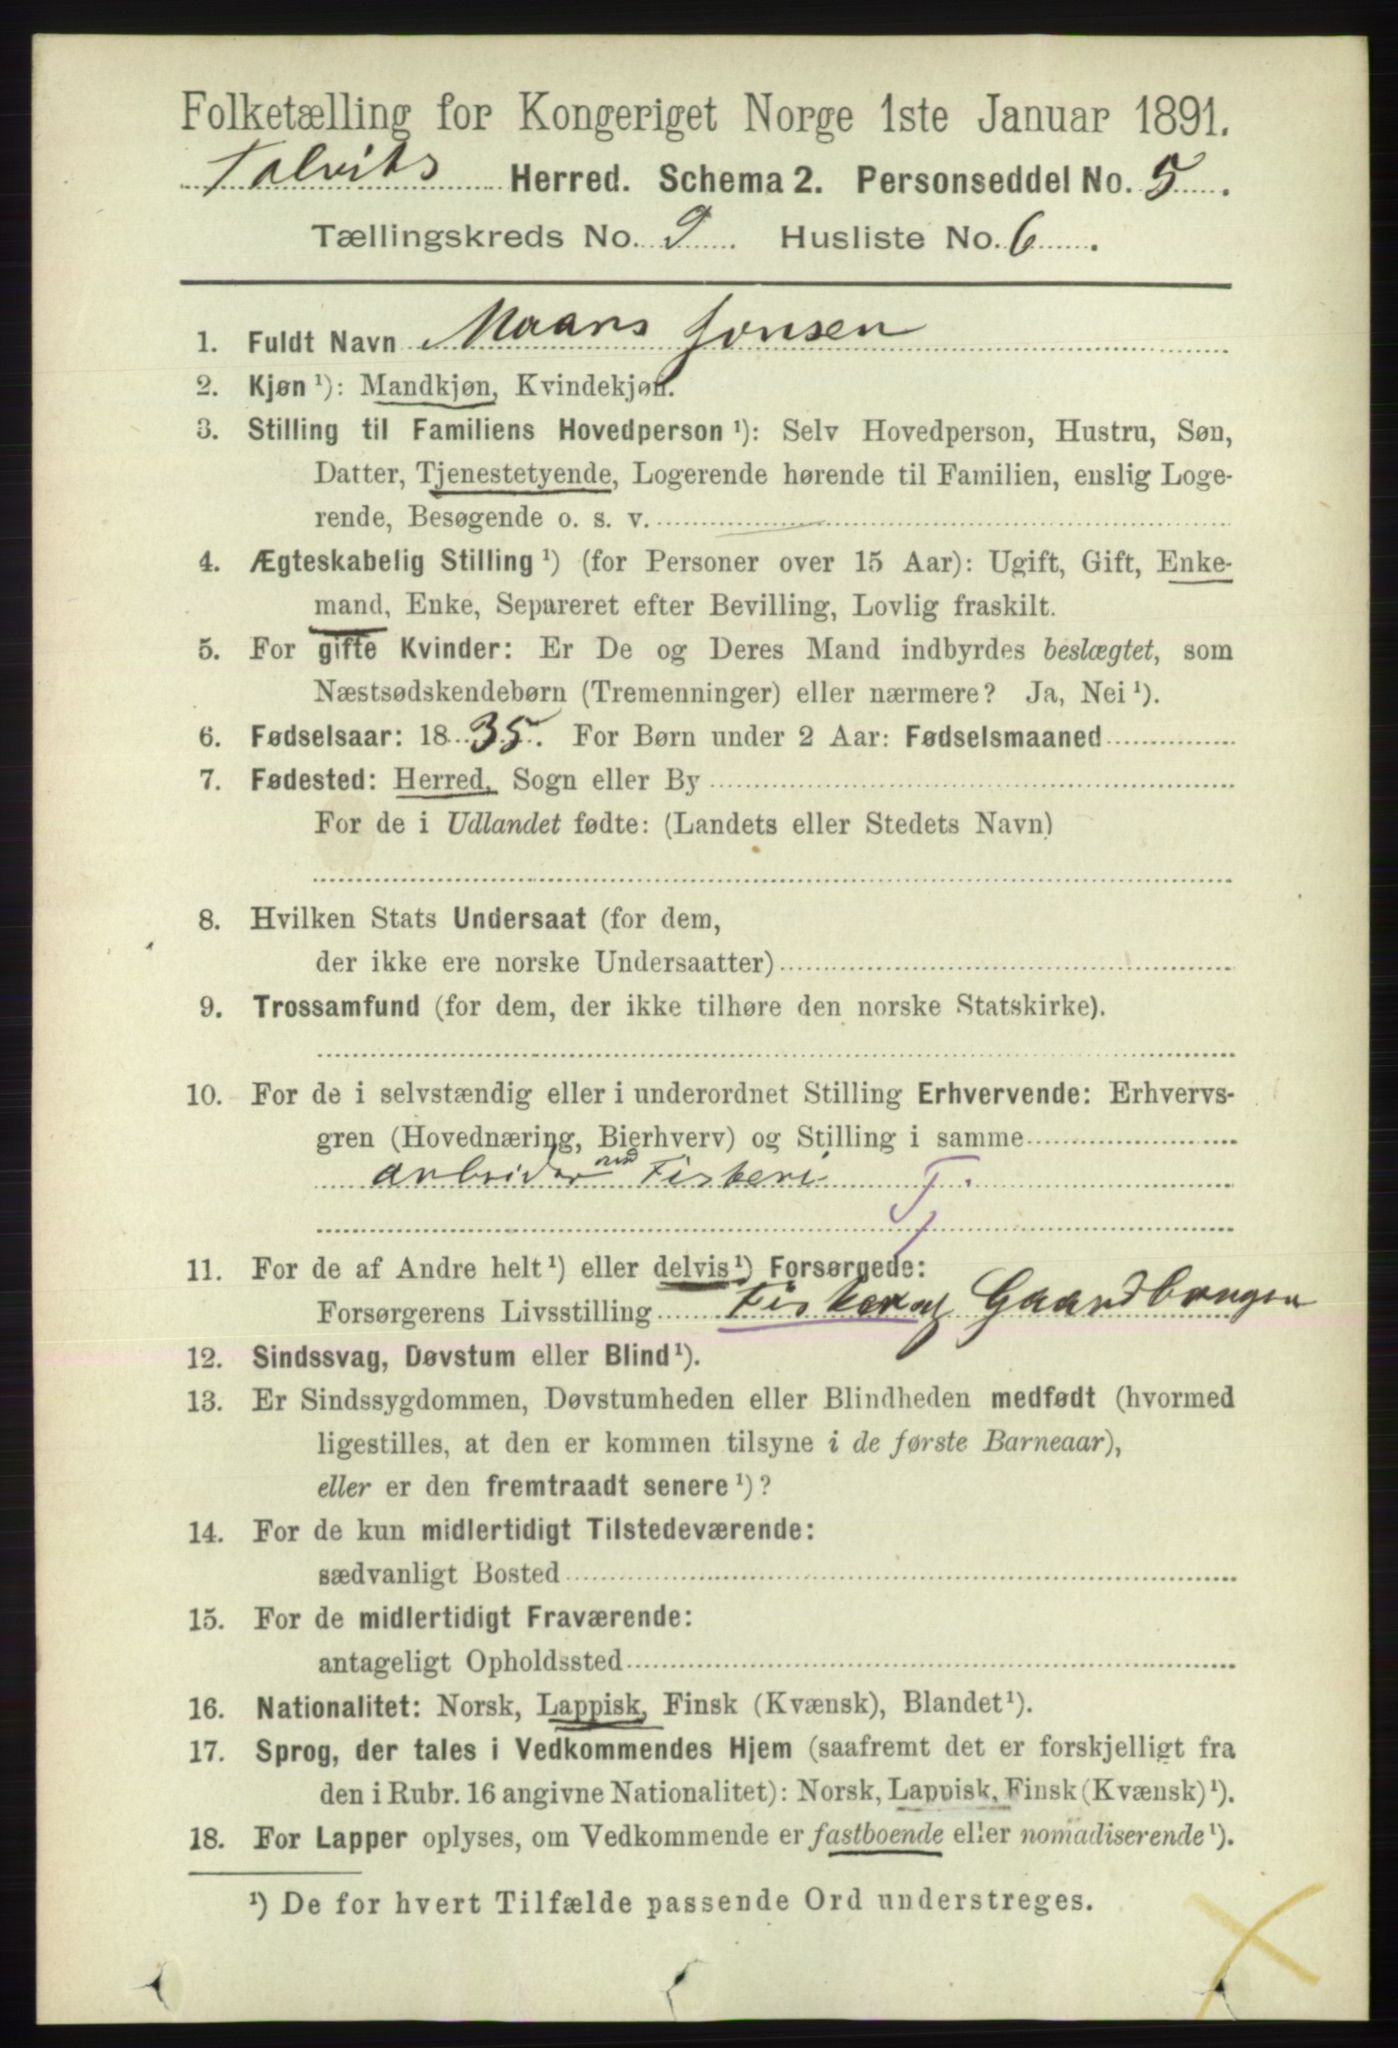 Folketælling for Kongeriget Norge 1ste Januar 1891.
Talviks Herred. Schema 2. Personseddel No. 5.
Tællingskreds No. 2. Husliste No. 6.
1. Fuldt Navn Maans Jonsen
2. Kjøn ¹): Mandkjøn, Kvindekjøn.
3. Stilling til Familiens Hovedperson ¹): Selv Hovedperson, Hustru, Søn,
Datter, Tjenestetyende, Logerende hørende til Familien, enslig Loge-
rende, Besøgende o. s. v.
4. Ægteskabelig Stilling ¹) (for Personer over 15 Aar): Ugift, Gift, Enke-
mand, Enke, Separeret efter Bevilling, Lovlig fraskilt.
5. For gifte Kvinder: Er De og Deres Mand indbyrdes beslægtet, som
Næstsødskendebørn (Tremenninger) eller nærmere? Ja, Nei ¹).
6. Fødselsaar: 1835. For Børn under 2 Aar: Fødselsmaaned
7. Fødested: Herred, Sogn eller By
For de i Udlandet fødte: (Landets eller Stedets Navn)
8. Hvilken Stats Undersaat (for dem,
der ikke ere norske Undersaatter)
9. Trossamfund (for dem, der ikke tilhøre den norske Statskirke).
10. For de i selvstændig eller i underordnet Stilling Erhvervende: Erhvervs-
gren (Hovednæring, Bierhverv) og Stilling i samme
arbeider ved Fiskeri T.
11. For de af Andre helt ¹) eller delvis ¹) Forsørgede:
Forsørgerens Livsstilling Fisker og Gaardbrugen
12. Sindssvag, Døvstum eller Blind ¹).
13. Er Sindssygdommen, Døvstumheden eller Blindheden medfødt (hvormed
ligestilles, at den er kommen tilsyne i de første Barneaar),
eller er den fremtraadt senere ¹)?
14. For de kun midlertidigt Tilstedeværende:
sædvanligt Bosted
15. For de midlertidigt Fraværende:
antageligt Opholdssted
16. Nationalitet: Norsk, Lappisk, Finsk (Kvænsk), Blandet ¹).
17. Sprog, der tales i Vedkommendes Hjem (saafremt det er forskjelligt fra
den i Rubr. 16 angivne Nationalitet): Norsk, Lappisk, Finsk (Kvænsk) ¹).
18. For Lapper oplyses, om Vedkommende er fastboende eller nomadiserende ¹).
¹) De for hvert Tilfælde passende Ord understreges.